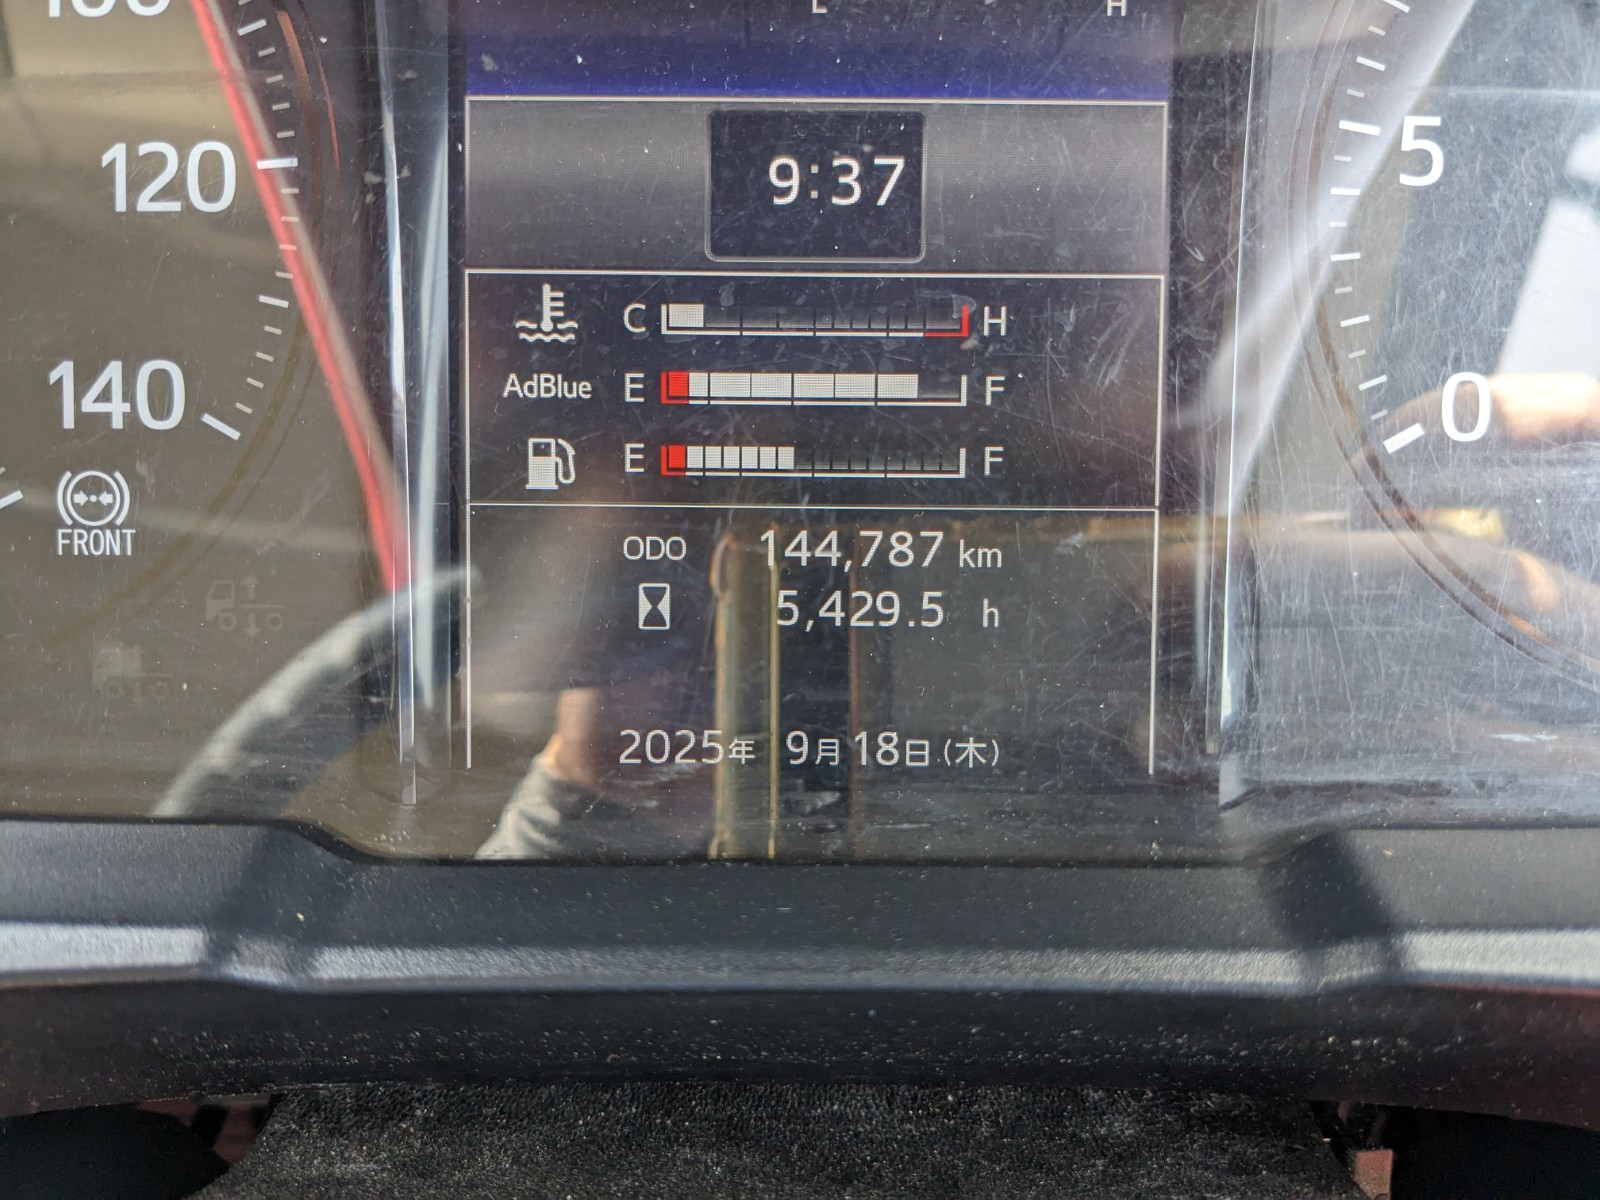 L H
120
9:37
5
C H
140
AdBlue E F
0
E F
FRONT
ODO 144,787 km
5,429.5 h
2025年 9月18日(木)